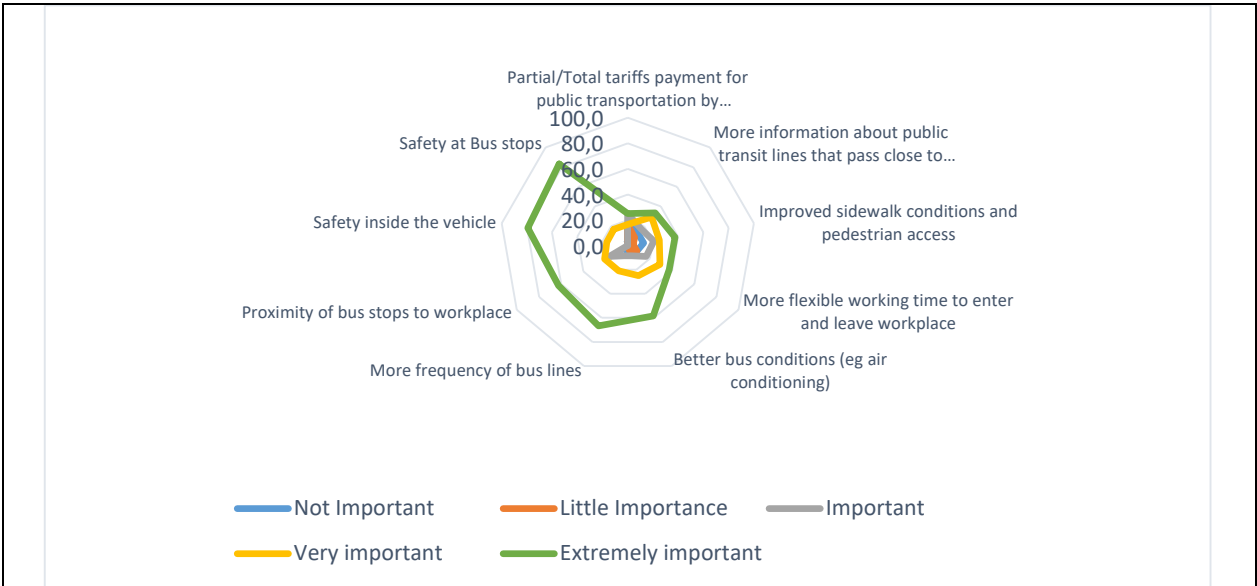 Partial/Total tariffs payment for
public transportation by…
More information about public
transit lines that pass close to…
Improved sidewalk conditions and
pedestrian access
More flexible working time to enter
and leave workplace
Better bus conditions (eg air
conditioning)
More frequency of bus lines
Proximity of bus stops to workplace
Safety inside the vehicle
Safety at Bus stops
100,0
80,0
60,0
40,0
20,0
0,0
Not Important
Little Importance
Important
Very important
Extremely important